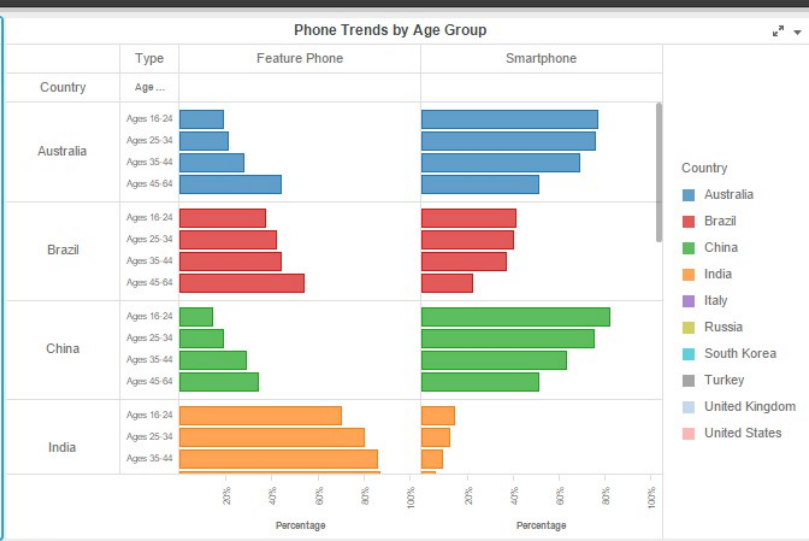 Phone Trends by Age Group
Type Feature Phone Smartphone
Country Age ...
Australia
Ages 16-24
Ages 25-34
Ages 35-44
Ages 45-64
Brazil
Ages 16-24
Ages 25-34
Ages 35-44
Ages 45-64
China
Ages 16-24
Ages 25-34
Ages 35-44
Ages 45-64
India
Ages 16-24
Ages 25-34
Ages 35-44
20% 40% 60% 80% 100% 20% 40% 60% 80% 100%
Percentage Percentage
Country
Australia
Brazil
China
India
Italy
Russia
South Korea
Turkey
United Kingdom
United States